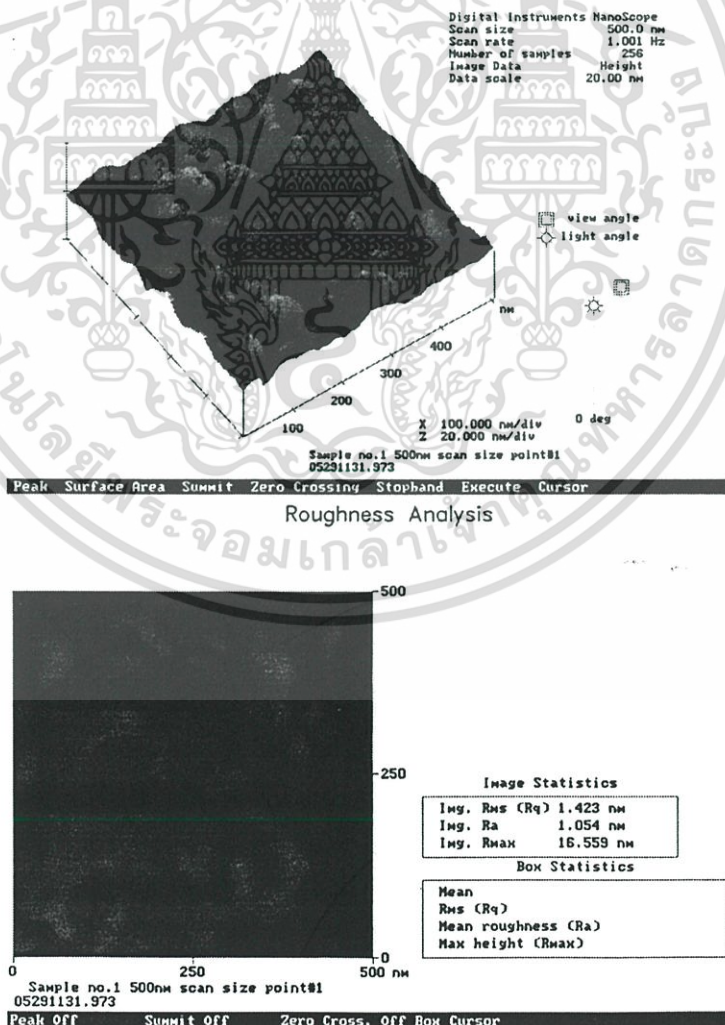 Digital Instruments NanoScope
Scan size 500.0 nm
Scan rate 1.001 Hz
Number of samples 256
Image Data Height
Data scale 20.00 nm
view angle
light angle
nm
400
300
200
100
X 100.000 nm/div
Z 20.000 nm/div
0 deg
Sample no.1 500nm scan size point#1
05291131.973
Peak Surface Area Summit Zero Crossing Stopband Execute Cursor
Roughness Analysis
500
250
0
0 250 500 nm
Image Statistics
Img. Rms (Rq) 1.423 nm
Img. Ra 1.054 nm
Img. Rmax 16.559 nm
Box Statistics
Mean
Rms (Rq)
Mean roughness (Ra)
Max height (Rmax)
Sample no.1 500nm scan size point#1
05291131.973
Peak Off Summit Off Zero Cross. Off Box Cursor